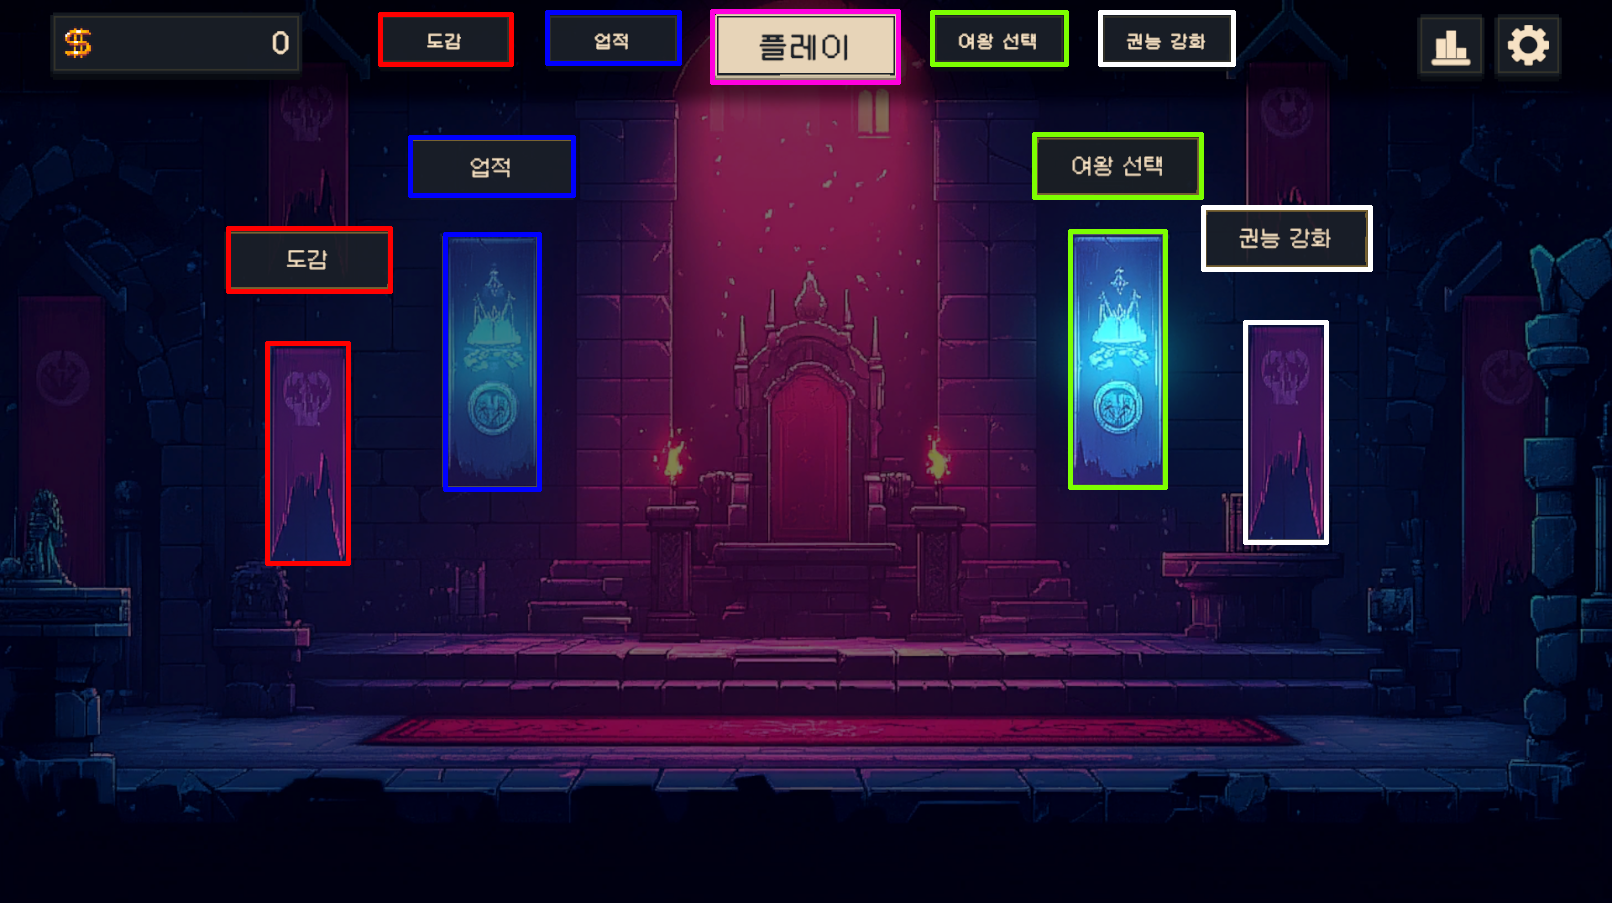 $ 0
도감
업적
플레이
여왕 선택
권능 강화
업적
여왕 선택
도감
권능 강화